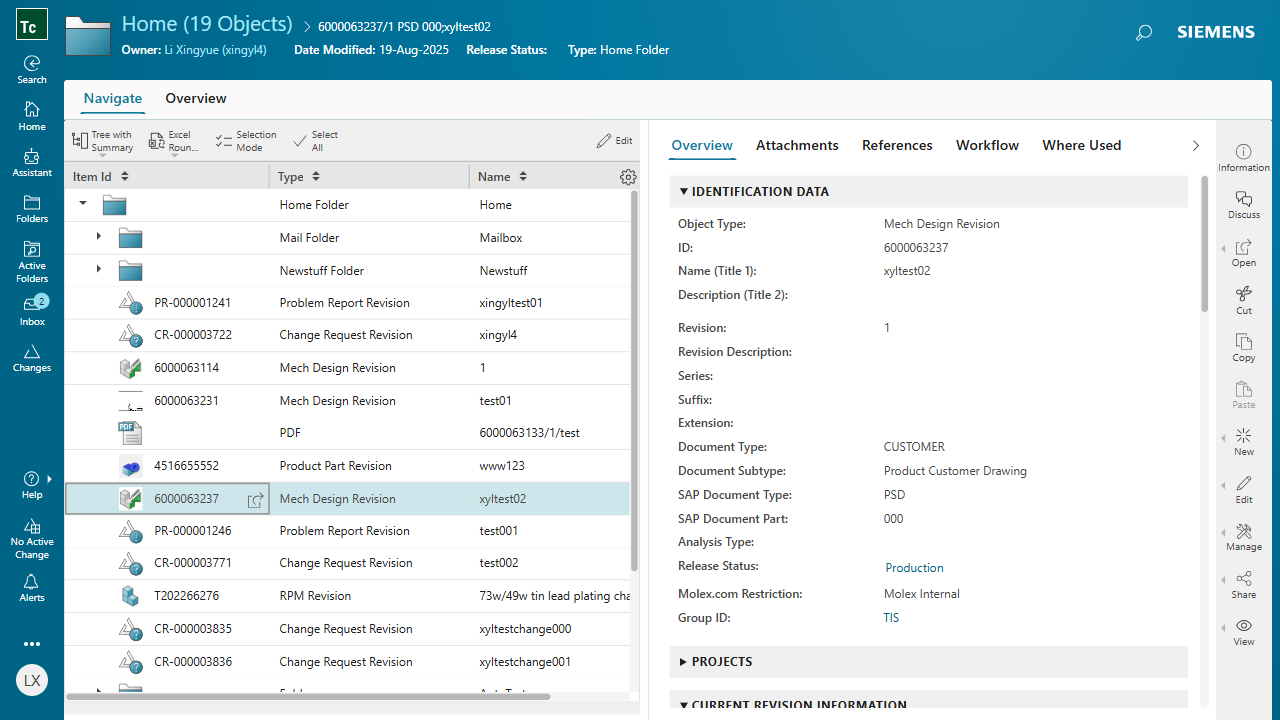 Tc
Home (19 Objects)
6000063237/1 PSD 000;xyltest02
Owner: Li Xingyue (xingyl4)
Date Modified: 19-Aug-2025
Release Status:
Type: Home Folder
SIEMENS
Search
Home
Assistant
Folders
Active
Folders
2
Inbox
Changes
Help
No Active
Change
Alerts
LX
Navigate
Overview
Tree with
Summary
Excel
Roun...
Selection
Mode
Select
All
Edit
Item Id
Type
Name
Home Folder
Home
Mail Folder
Mailbox
Newstuff Folder
Newstuff
PR-000001241
Problem Report Revision
xingyltest01
CR-000003722
Change Request Revision
xingyl4
6000063114
Mech Design Revision
1
6000063231
Mech Design Revision
test01
PDF
PDF
6000063133/1/test
4516655552
Product Part Revision
www123
6000063237
Mech Design Revision
xyltest02
PR-000001246
Problem Report Revision
test001
CR-000003771
Change Request Revision
test002
T202266276
RPM Revision
73w/49w tin lead plating cha
CR-000003835
Change Request Revision
xyltestchange000
CR-000003836
Change Request Revision
xyltestchange001
Overview
Attachments
References
Workflow
Where Used
IDENTIFICATION DATA
Object Type:
Mech Design Revision
ID:
6000063237
Name (Title 1):
xyltest02
Description (Title 2):
Revision:
1
Revision Description:
Series:
Suffix:
Extension:
Document Type:
CUSTOMER
Document Subtype:
Product Customer Drawing
SAP Document Type:
PSD
SAP Document Part:
000
Analysis Type:
Release Status:
Production
Molex.com Restriction:
Molex Internal
Group ID:
TIS
PROJECTS
CURRENT REVISION INFORMATION
Information
Discuss
Open
Cut
Copy
Paste
New
Edit
Manage
Share
View